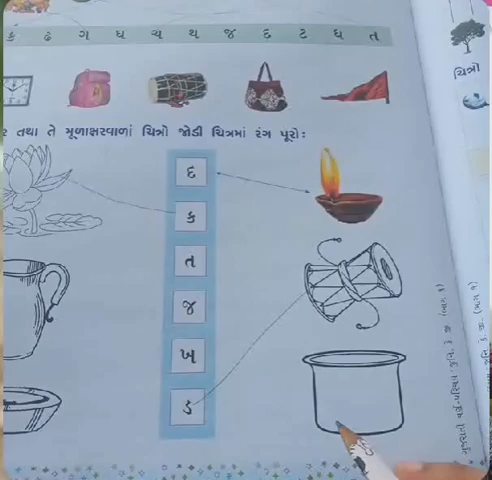 ક ઢ ગ ઘ ચ થ જ દ ટ ધ ત
ચિત્રો
તથા તે મૂળાક્ષરવાળાં ચિત્રો જોડી ચિત્રમાં રંગ પૂરો :
દ
ક
ત
જ
ખ
ડ